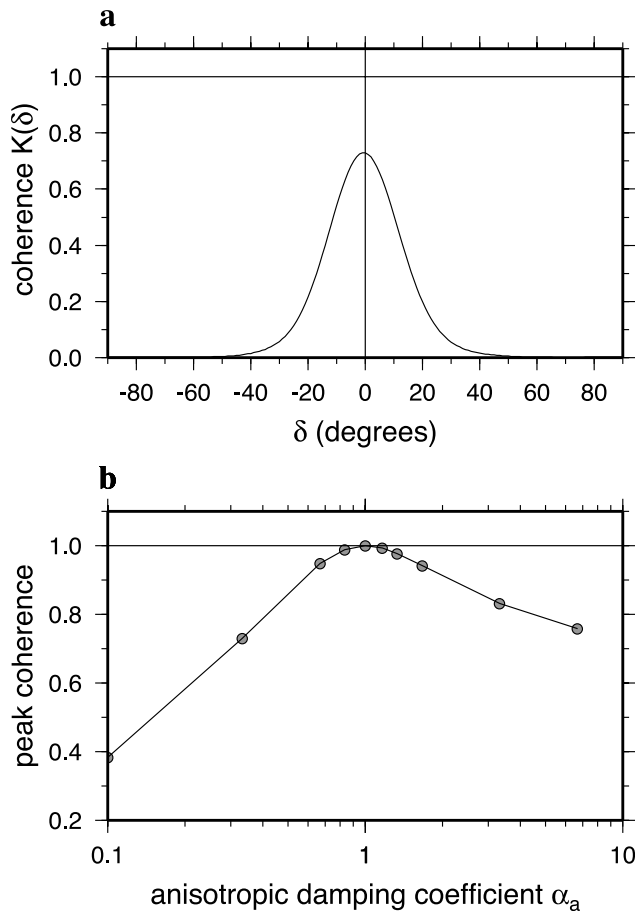 a
1.0
0.8
0.6
0.4
0.2
0.0
coherence K(δ)
-80 -60 -40 -20 0 20 40 60 80
δ (degrees)
b
1.0
0.8
0.6
0.4
0.2
peak coherence
0.1 1 10
anisotropic damping coefficient αₐ